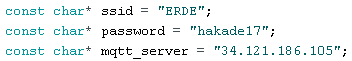 const char* ssid = "ERDE";
const char* password = "hakade17";
const char* mqtt_server = "34.121.186.105";